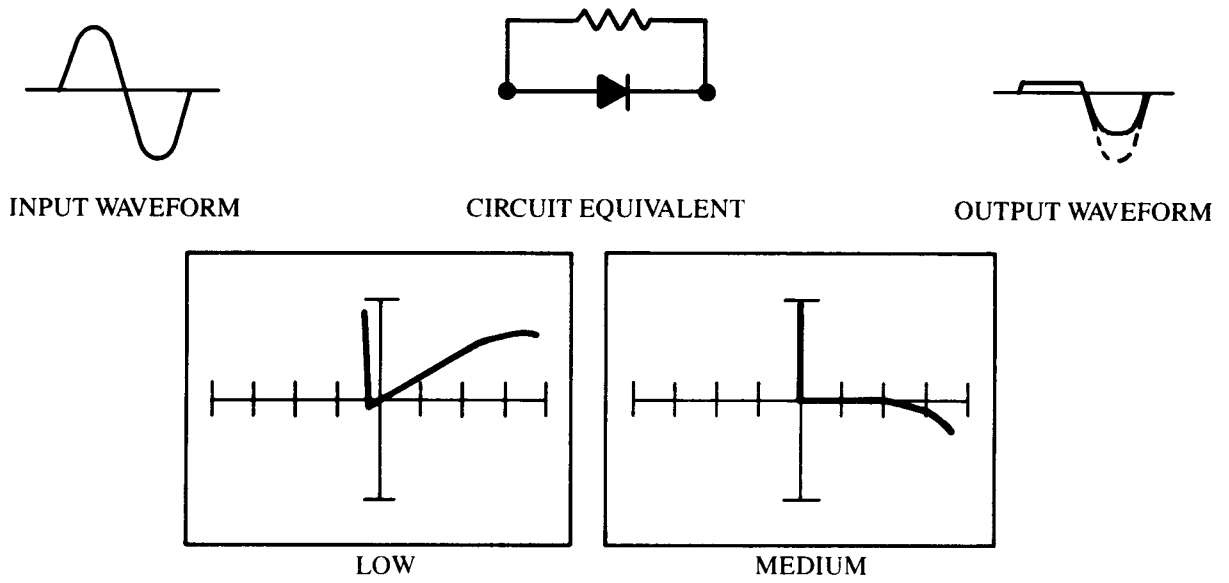 INPUT WAVEFORM
CIRCUIT EQUIVALENT
OUTPUT WAVEFORM
LOW
MEDIUM